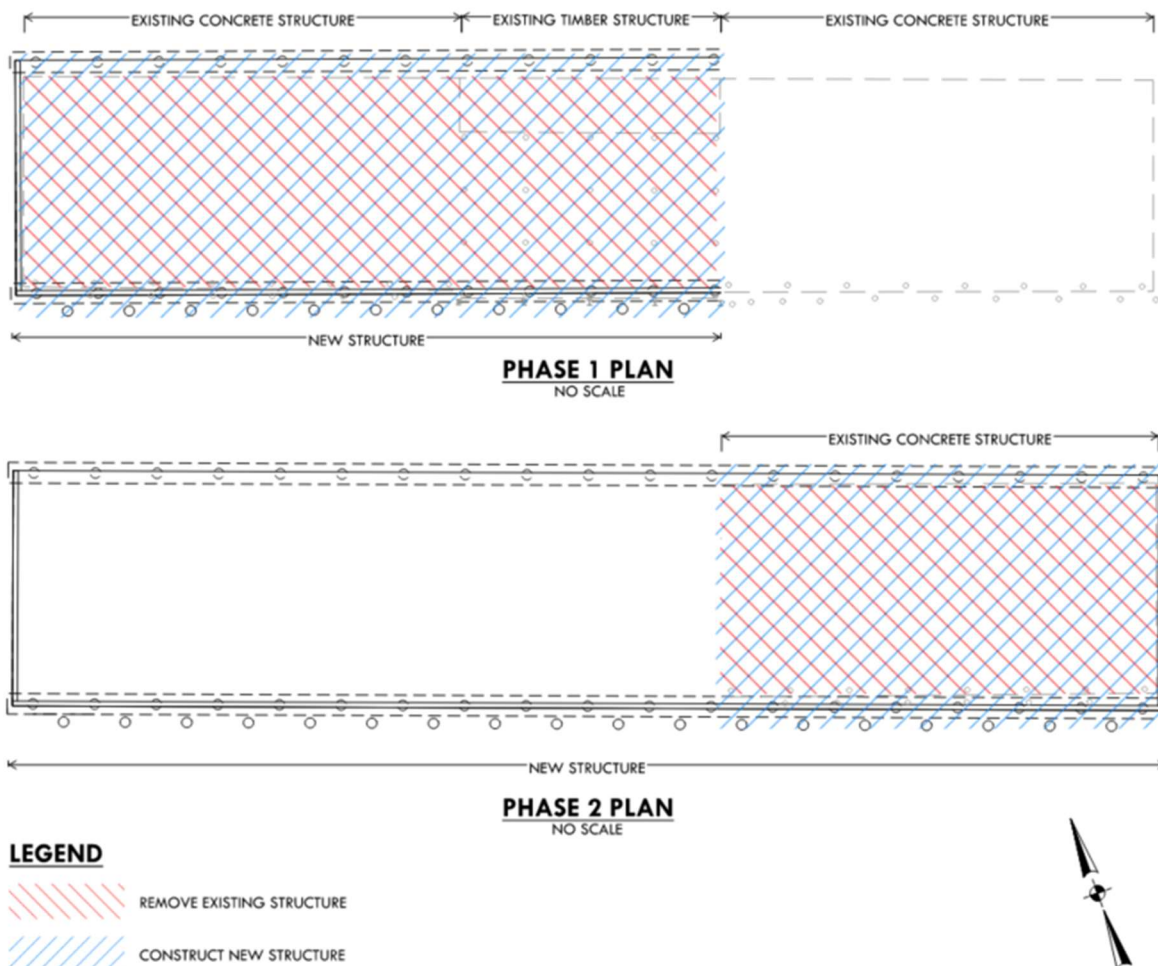 EXISTING CONCRETE STRUCTURE EXISTING TIMBER STRUCTURE EXISTING CONCRETE STRUCTURE
NEW STRUCTURE
PHASE 1 PLAN
NO SCALE
EXISTING CONCRETE STRUCTURE
NEW STRUCTURE
PHASE 2 PLAN
NO SCALE
LEGEND
REMOVE EXISTING STRUCTURE
CONSTRUCT NEW STRUCTURE